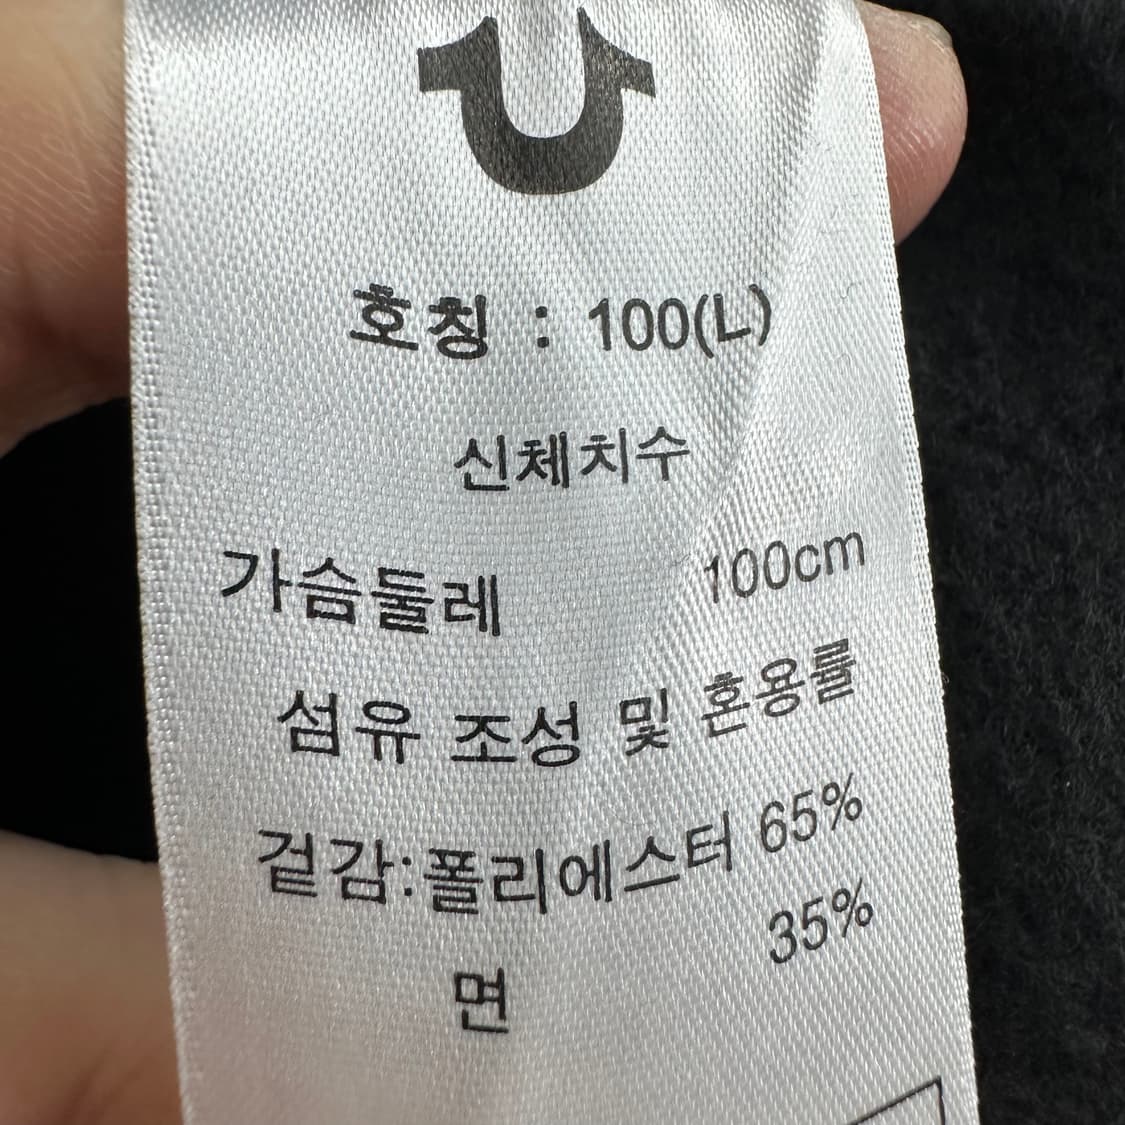 호칭 : 100(L)
신체치수
가슴둘레 100cm
섬유 조성 및 혼용률
겉감:폴리에스터 65%
면 35%